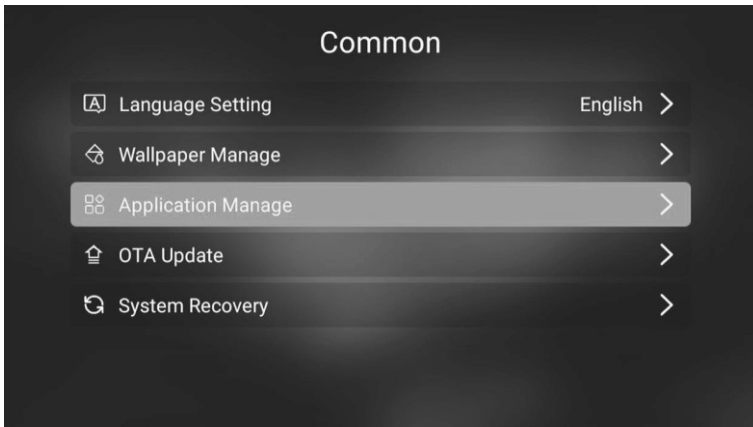 Common
Language Setting English
Wallpaper Manage
Application Manage
OTA Update
System Recovery